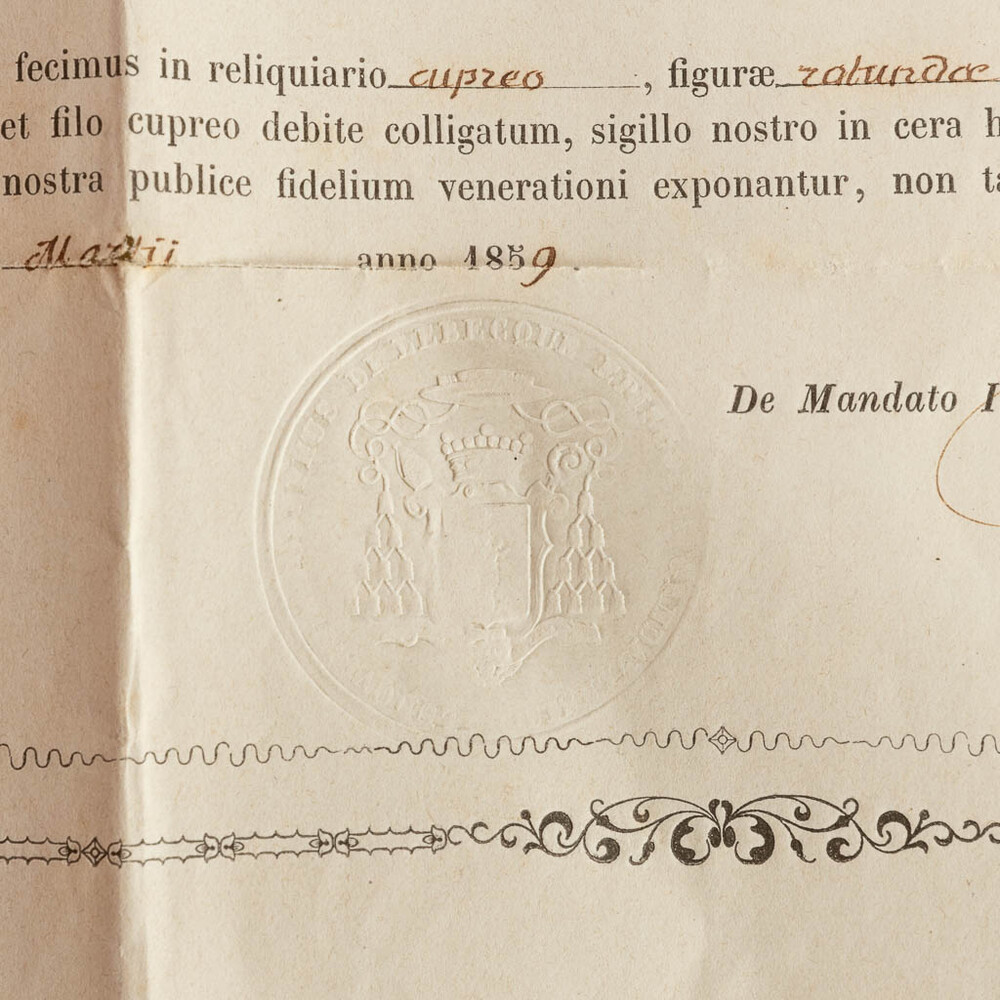 fecimus in reliquiario cupreo, figuræ rotundæ
et filo cupreo debite colligatum, sigillo nostro in cera h
nostra publice fidelium venerationi exponantur, non ta
Martii anno 1859.
De Mandato I